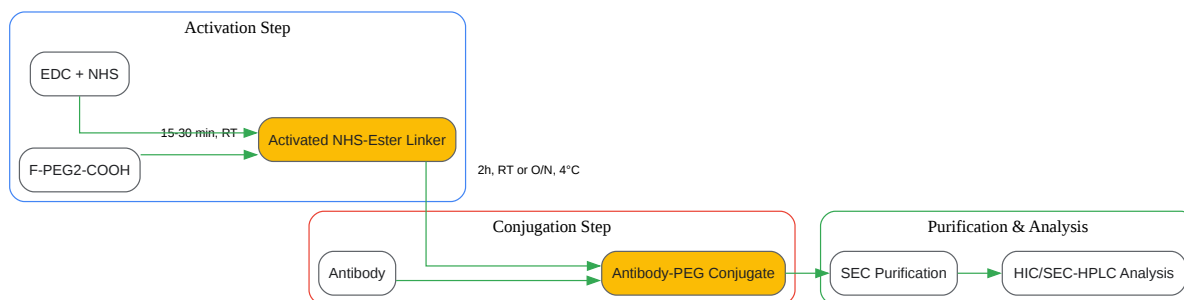 Activation Step
EDC + NHS
15-30 min, RT
Activated NHS-Ester Linker
F-PEG2-COOH
2h, RT or O/N, 4°C
Conjugation Step
Antibody
Antibody-PEG Conjugate
Purification & Analysis
SEC Purification
HIC/SEC-HPLC Analysis